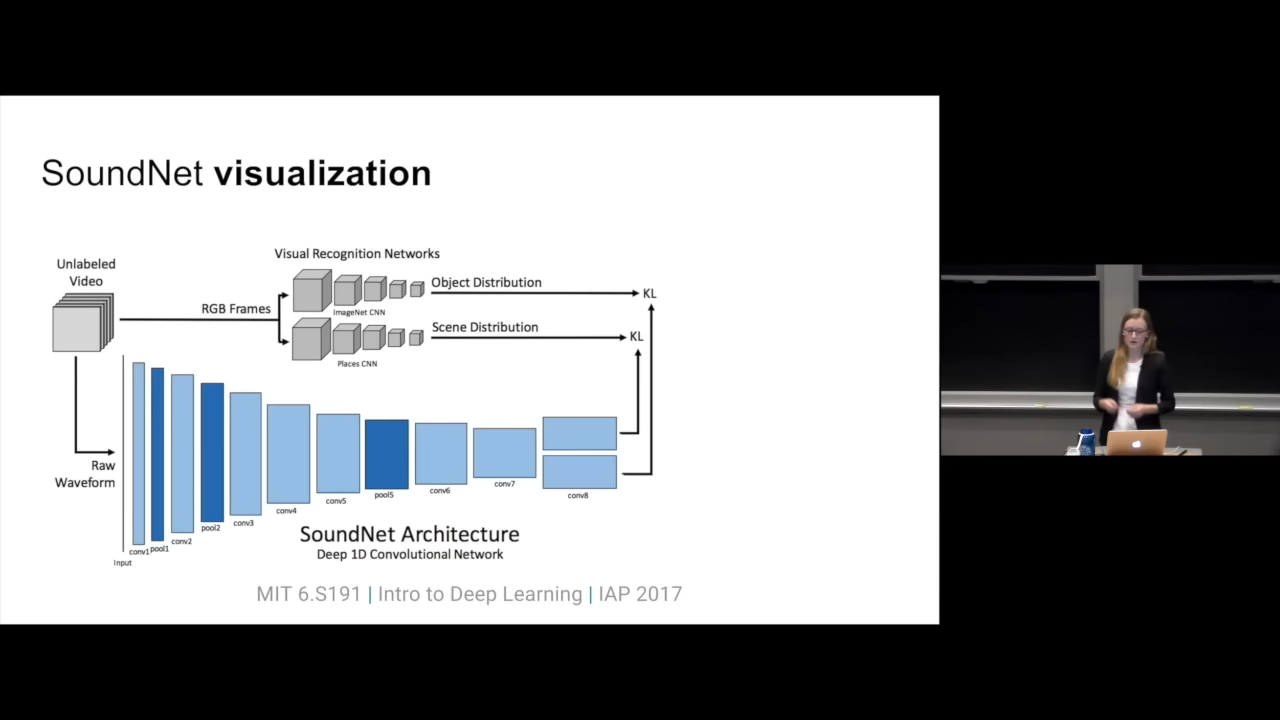 SoundNet visualization
Visual Recognition Networks
Unlabeled
Video
RGB Frames
Object Distribution
KL
ImageNet CNN
Scene Distribution
KL
Places CNN
Raw
Waveform
Input
conv1
pool1
conv2
pool2
conv3
conv4
conv5
pool5
conv6
conv7
conv8
SoundNet Architecture
Deep 1D Convolutional Network
MIT 6.S191 | Intro to Deep Learning | IAP 2017